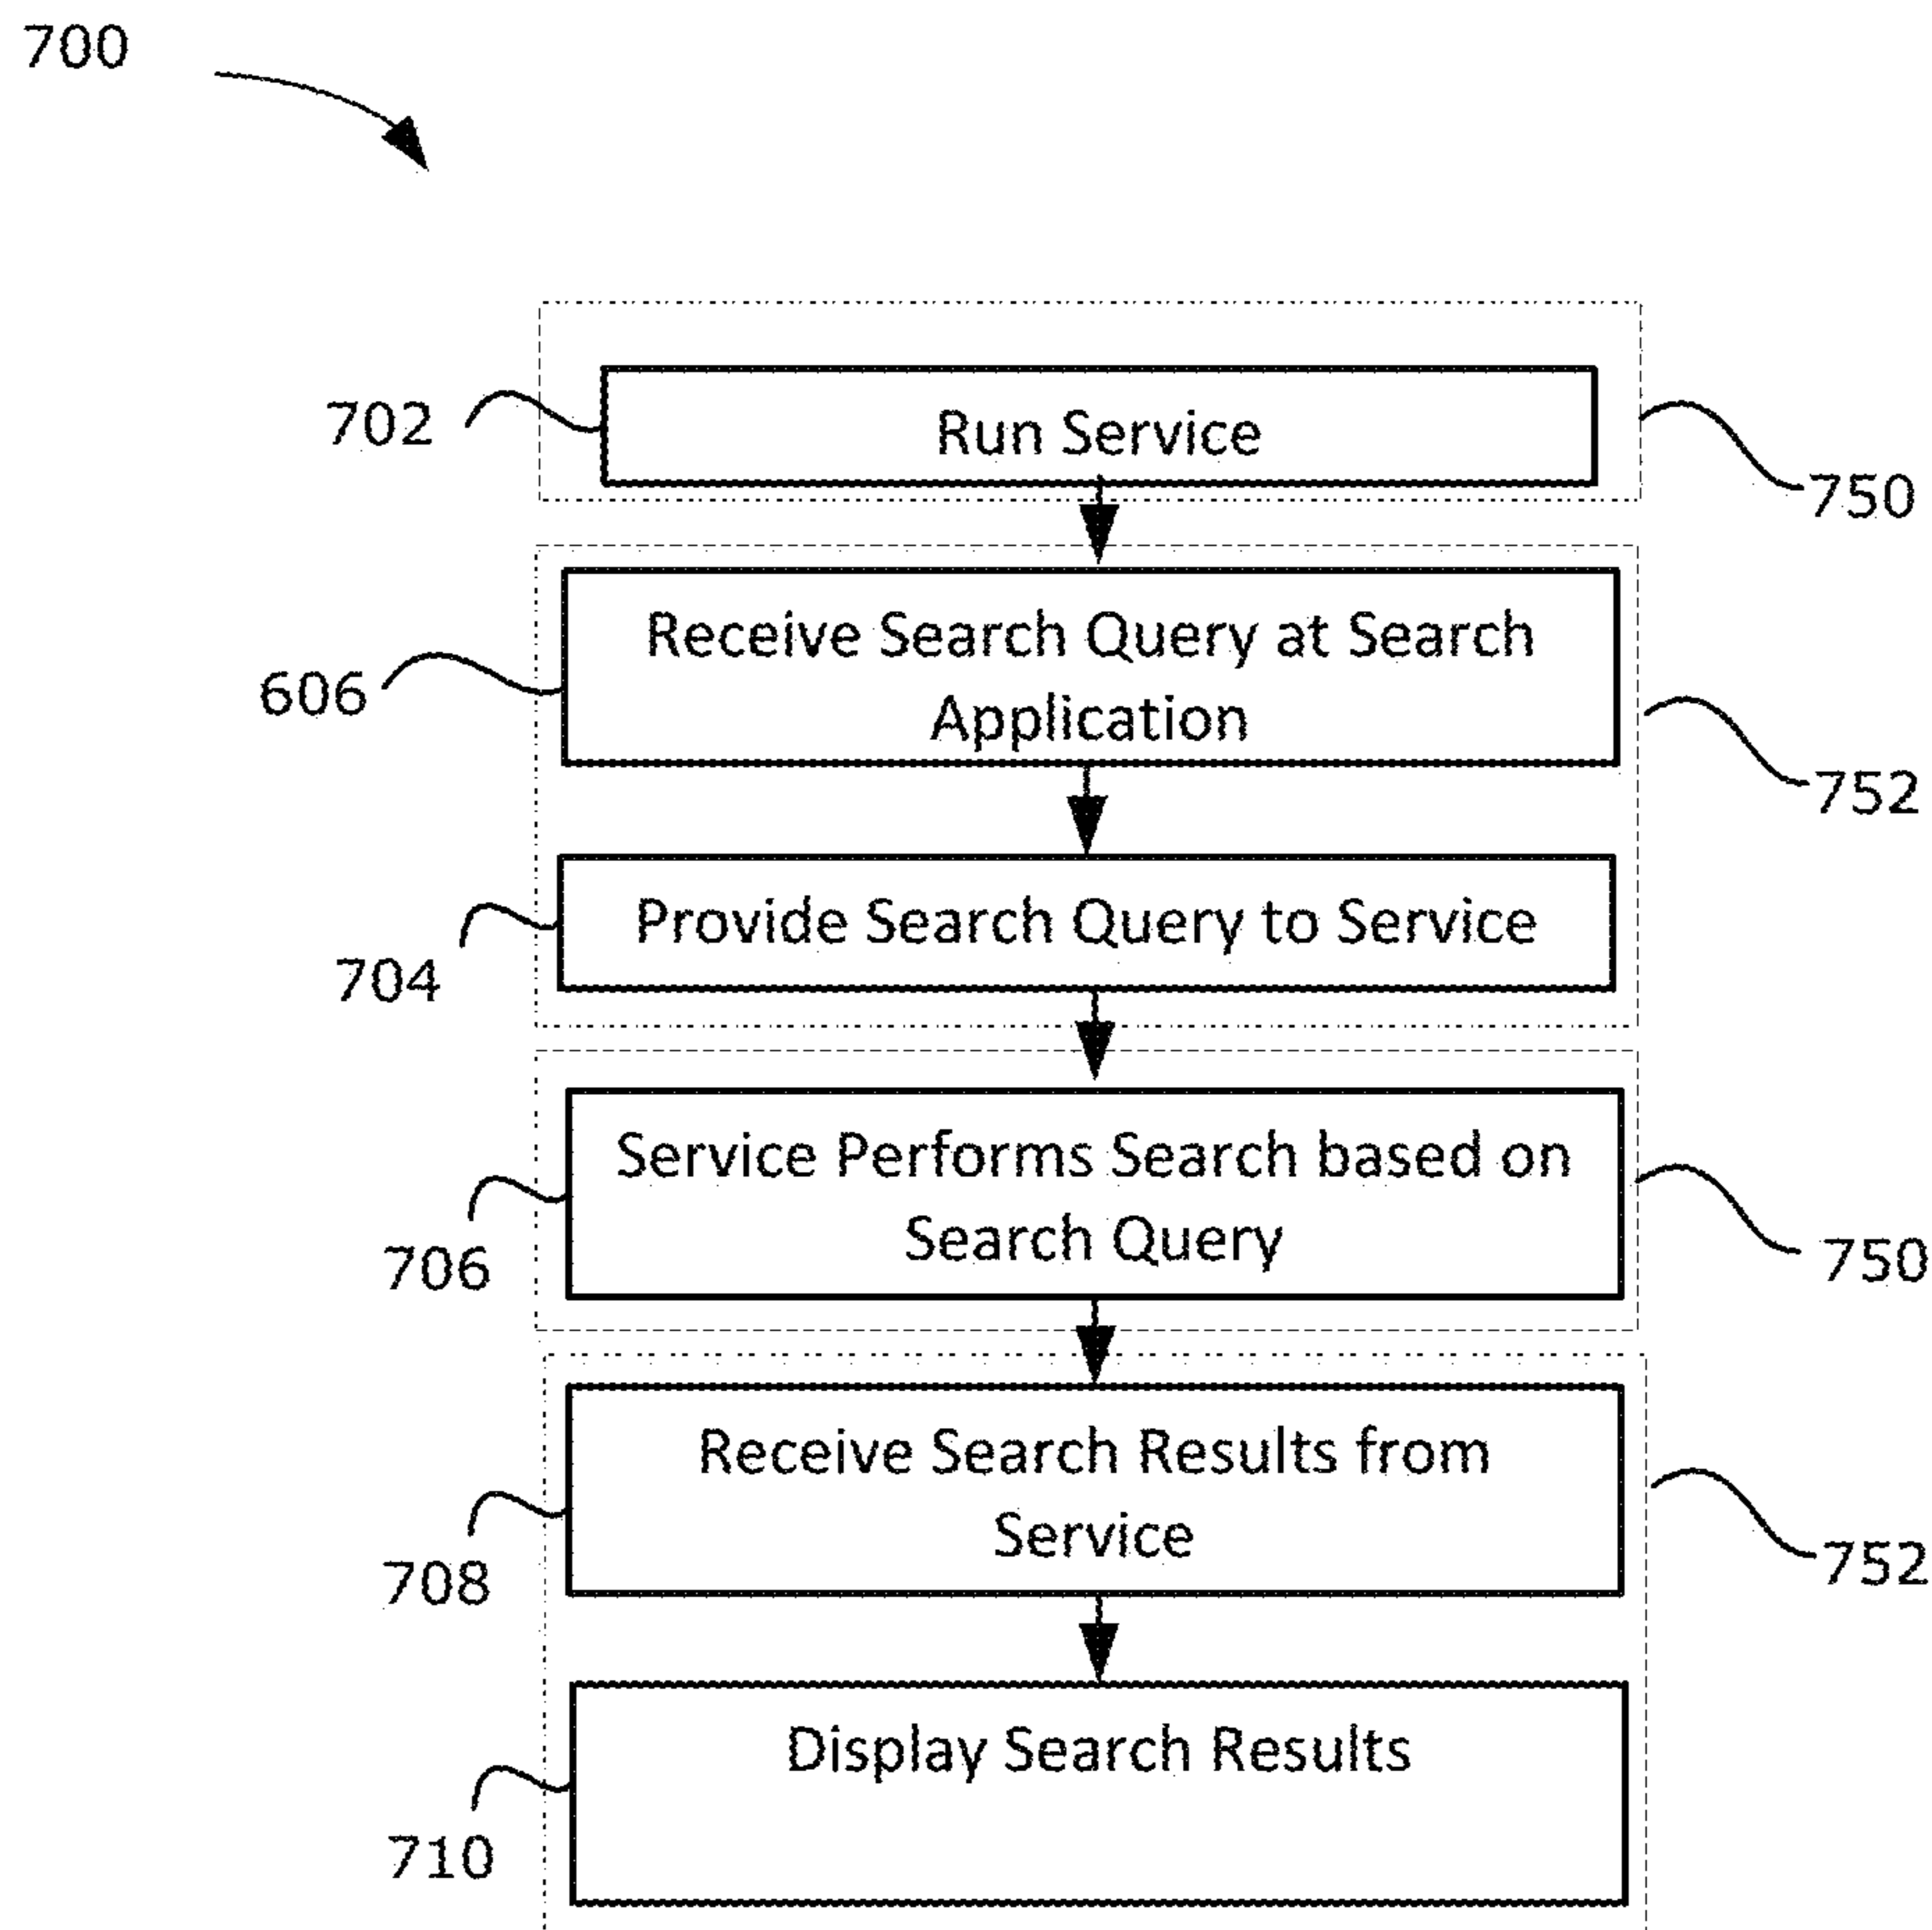 700
702
Run Service
750
606
Receive Search Query at Search
Application
752
704
Provide Search Query to Service
706
Service Performs Search based on
Search Query
750
708
Receive Search Results from
Service
752
710
Display Search Results